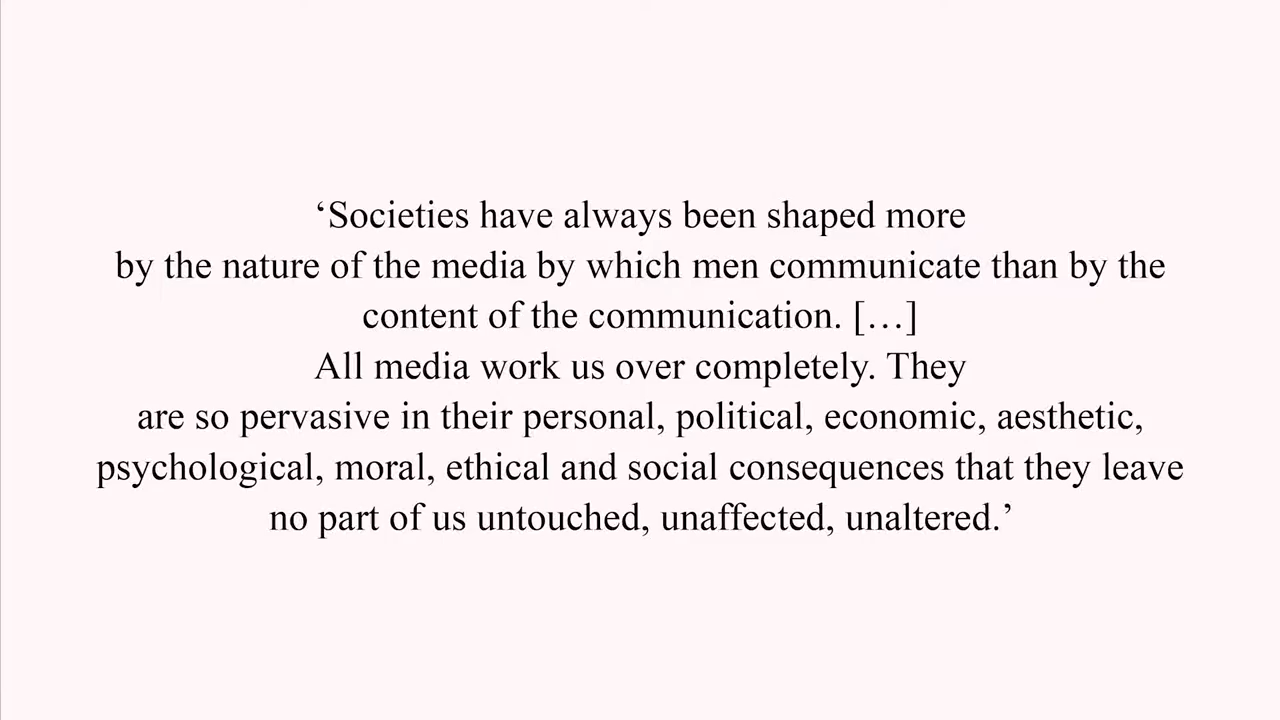 ‘Societies have always been shaped more
by the nature of the media by which men communicate than by the
content of the communication. […]
All media work us over completely. They
are so pervasive in their personal, political, economic, aesthetic,
psychological, moral, ethical and social consequences that they leave
no part of us untouched, unaffected, unaltered.’